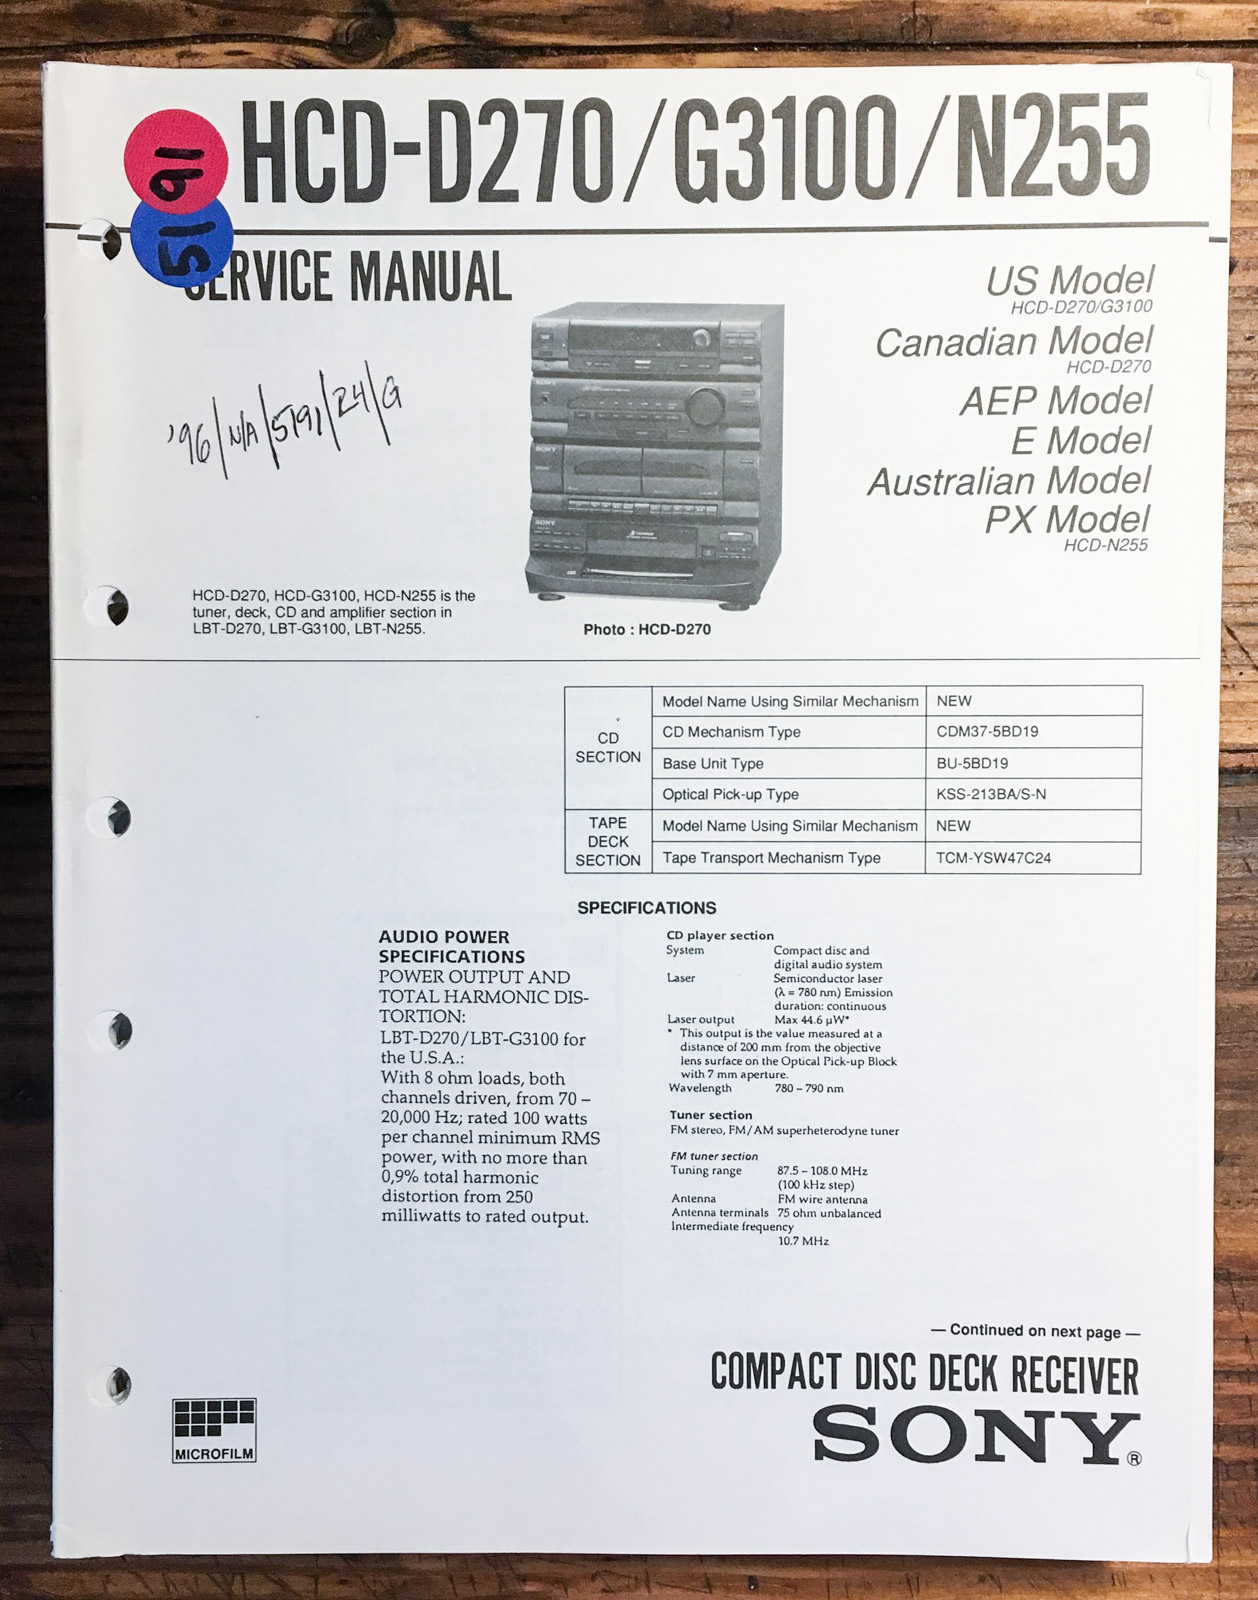 HCD-D270/G3100/N255
16
5191
SERVICE MANUAL
US Model
HCD-D270/G3100
Canadian Model
HCD-D270
AEP Model
E Model
Australian Model
PX Model
HCD-N255
'96/N/A/5191/R4/G
SONY
SONY
SONY
HCD-D270, HCD-G3100, HCD-N255 is the
tuner, deck, CD and amplifier section in
LBT-D270, LBT-G3100, LBT-N255.
Photo : HCD-D270
CD SECTION
Model Name Using Similar Mechanism NEW
CD Mechanism Type CDM37-5BD19
Base Unit Type BU-5BD19
Optical Pick-up Type KSS-213BA/S-N
TAPE DECK SECTION
Model Name Using Similar Mechanism NEW
Tape Transport Mechanism Type TCM-YSW47C24
SPECIFICATIONS
AUDIO POWER
SPECIFICATIONS
POWER OUTPUT AND
TOTAL HARMONIC DIS-
TORTION:
LBT-D270/LBT-G3100 for
the U.S.A.:
With 8 ohm loads, both
channels driven, from 70 –
20,000 Hz; rated 100 watts
per channel minimum RMS
power, with no more than
0,9% total harmonic
distortion from 250
milliwatts to rated output.
CD player section
System Compact disc and
digital audio system
Laser Semiconductor laser
(λ = 780 nm) Emission
duration: continuous
Laser output Max 44.6 µW*
* This output is the value measured at a
distance of 200 mm from the objective
lens surface on the Optical Pick-up Block
with 7 mm aperture.
Wavelength 780 – 790 nm
Tuner section
FM stereo, FM/AM superheterodyne tuner
FM tuner section
Tuning range 87.5 – 108.0 MHz
(100 kHz step)
Antenna FM wire antenna
Antenna terminals 75 ohm unbalanced
Intermediate frequency
10.7 MHz
— Continued on next page —
COMPACT DISC DECK RECEIVER
SONY®
MICROFILM